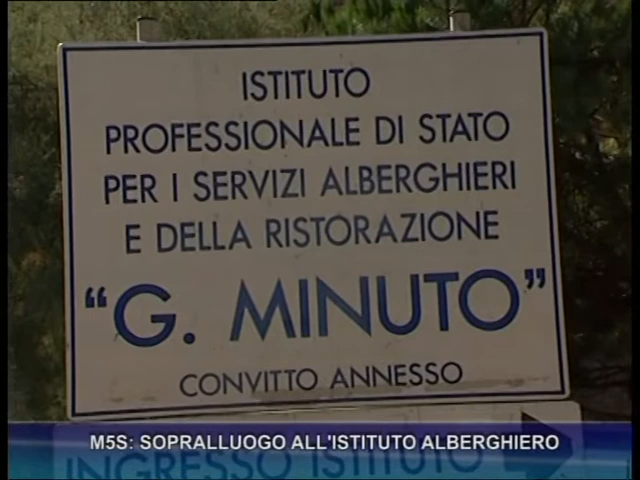 ISTITUTO
PROFESSIONALE DI STATO
PER I SERVIZI ALBERGHIERI
E DELLA RISTORAZIONE
“G. MINUTO”
CONVITTO ANNESSO
M5S: SOPRALLUOGO ALL'ISTITUTO ALBERGHIERO
INGRESSO ISTITUTO